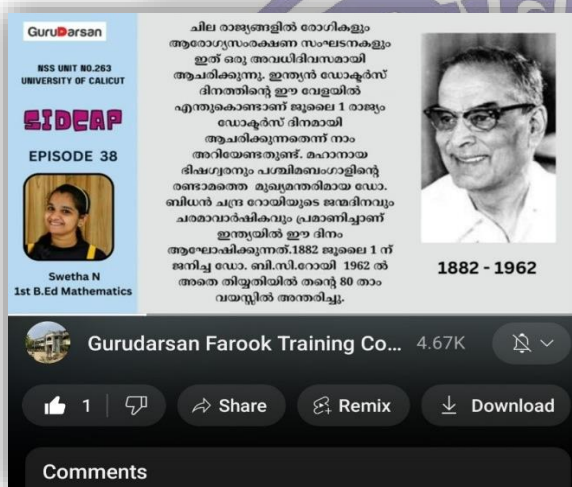 GuruDarsan
NSS UNIT NO.263
UNIVERSITY OF CALICUT
SIDCAP
EPISODE 38
Swetha N
1st B.Ed Mathematics
ചില രാജ്യങ്ങളിൽ രോഗികളും
ആരോഗ്യസംരക്ഷണ സംഘടനകളും
ഇത് ഒരു അവധിദിവസമായി
ആചരിക്കുന്നു. ഇന്ത്യൻ ഡോക്ടർസ്
ദിനത്തിന്റെ ഈ വേളയിൽ
എന്തുകൊണ്ടാണ് ജൂലൈ 1 രാജ്യം
ഡോക്ടർസ് ദിനമായി
ആചരിക്കുന്നതെന്ന് നാം
അറിയേണ്ടതുണ്ട്. മഹാനായ
ഭിഷഗ്വരനും പശ്ചിമബംഗാളിന്റെ
രണ്ടാമത്തെ മുഖ്യമന്തരിമായ ഡോ.
ബിധൻ ചന്ദ്ര റോയിയുടെ ജന്മദിനവും
ചരമാവാർഷികവും പ്രമാണിച്ചാണ്
ഇന്ത്യയിൽ ഈ ദിനം
ആഘോഷിക്കുന്നത്.1882 ജൂലൈ 1 ന്
ജനിച്ച ഡോ. ബി.സി.റോയി 1962 ൽ
അതെ തിയ്യതിയിൽ തന്റെ 80 താം
വയസ്സിൽ അന്തരിച്ചു.
1882 - 1962
Gurudarsan Farook Training Co... 4.67K
1 Share Remix Download
Comments